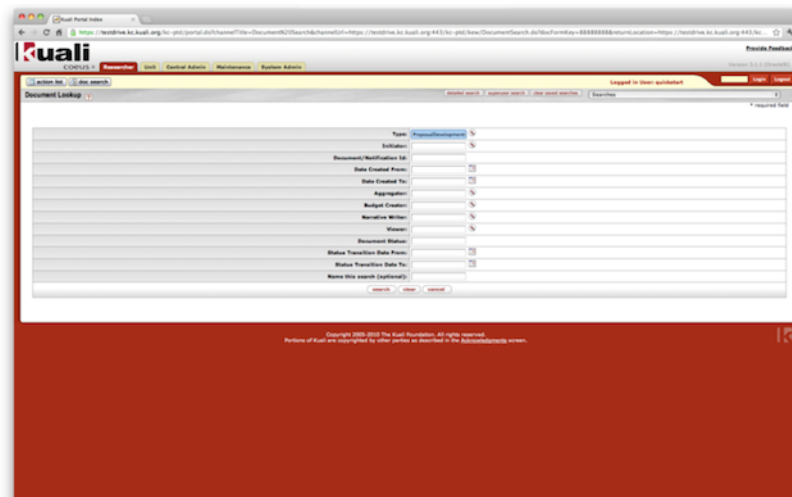 Kuali Portal Index
https://testdrive.kc.kuali.org/kc-ptd/portal.do?channelTitle=Document%20Search&channelUrl=https://testdrive.kc.kuali.org:443/kc-ptd/kew/DocumentSearch.do?docFormKey=88888888&returnLocation=https://testdrive.kc.kuali.org:443/kc...
kuali
coeus
Provide Feedback
Researcher Unit Central Admin Maintenance System Admin
action list doc search
Logged in User: quickstart
Login Logout
Document Lookup
detailed search superuser search clear saved searches Searches
* required field
Type: ProposalDevelopment
Initiator:
Document/Notification Id:
Date Created From:
Date Created To:
Aggregator:
Budget Creator:
Narrative Writer:
Viewer:
Document Status:
Status Transition Date From:
Status Transition Date To:
Name this search (optional):
search clear cancel
Copyright 2005-2010 The Kuali Foundation. All rights reserved.
Portions of Kuali are copyrighted by other parties as described in the Acknowledgments screen.